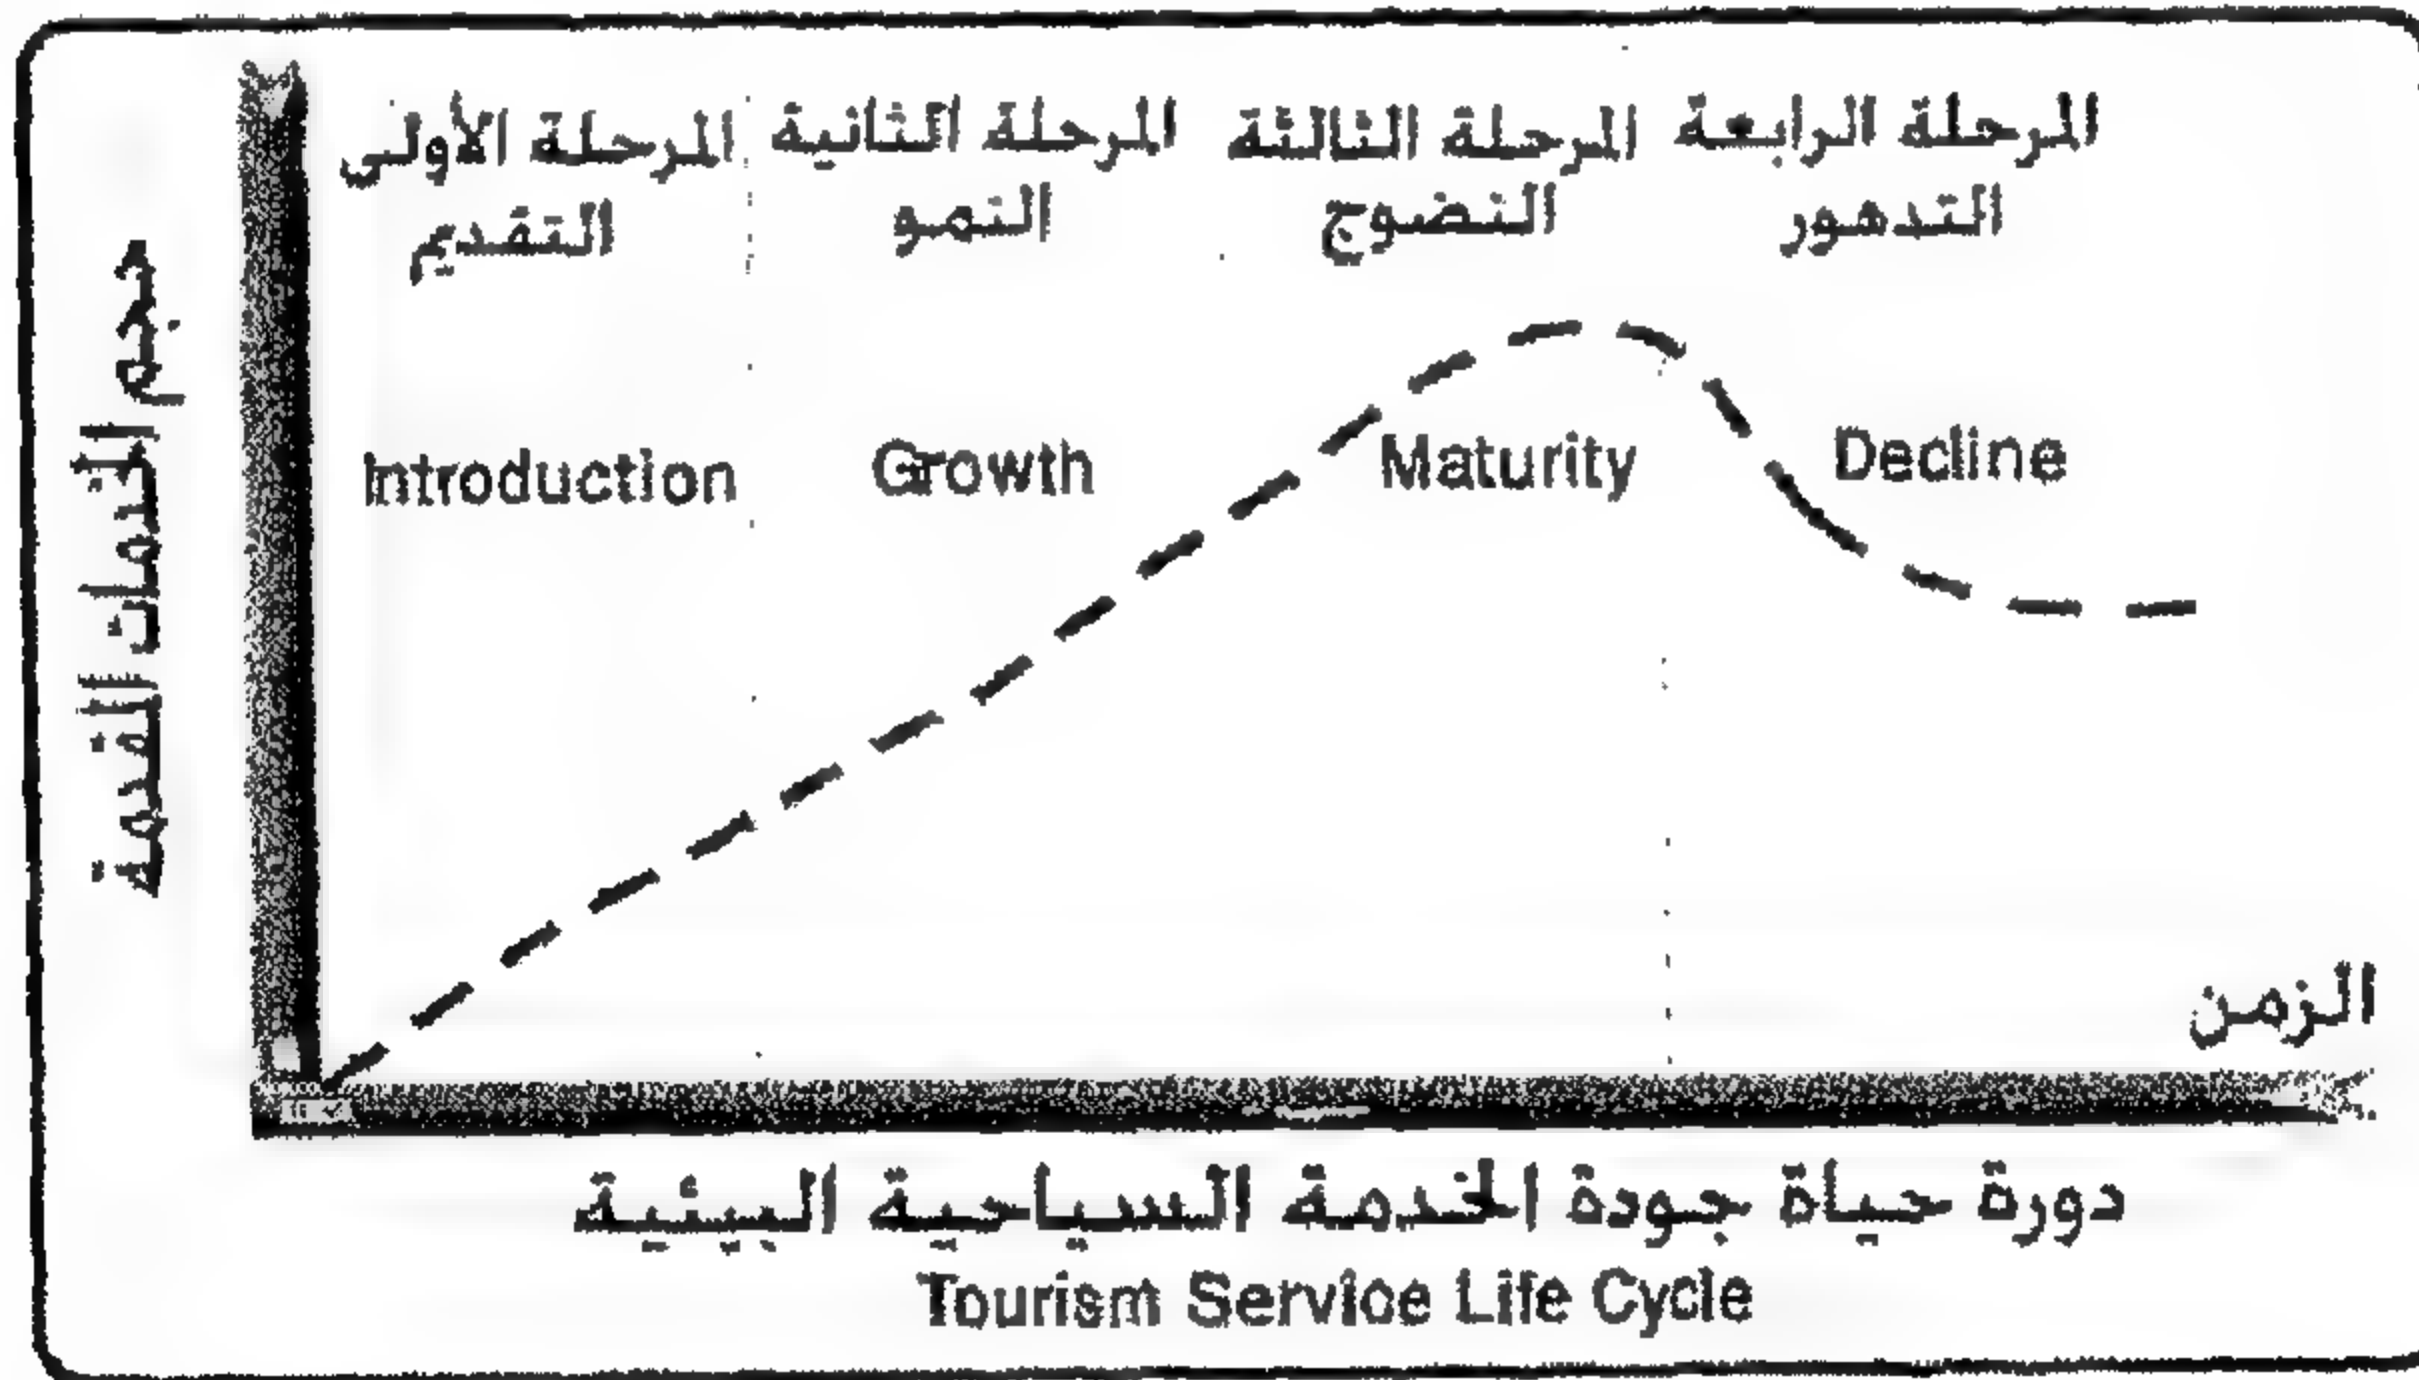 المرحلة الأولى
التقديم
المرحلة الثانية
النمو
المرحلة الثالثة
النضوج
المرحلة الرابعة
التدهور
حجم الخدمات المقدمة
Introduction
Growth
Maturity
Decline
الزمن
دورة حياة جودة الخدمة السياحية البيئية
Tourism Service Life Cycle